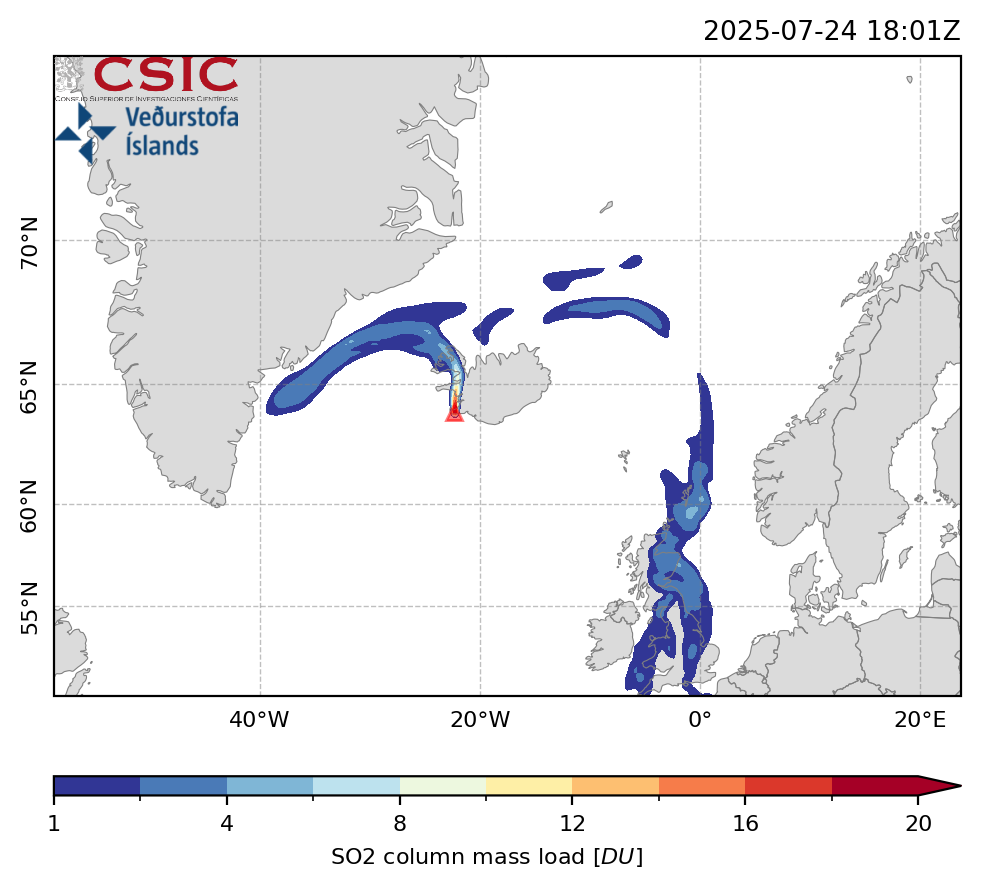 2025-07-24 18:01Z
CSIC
CONSEJO SUPERIOR DE INVESTIGACIONES CIENTÍFICAS
Veðurstofa
Íslands
70°N
65°N
60°N
55°N
40°W 20°W 0° 20°E
1 4 8 12 16 20
SO2 column mass load [DU]